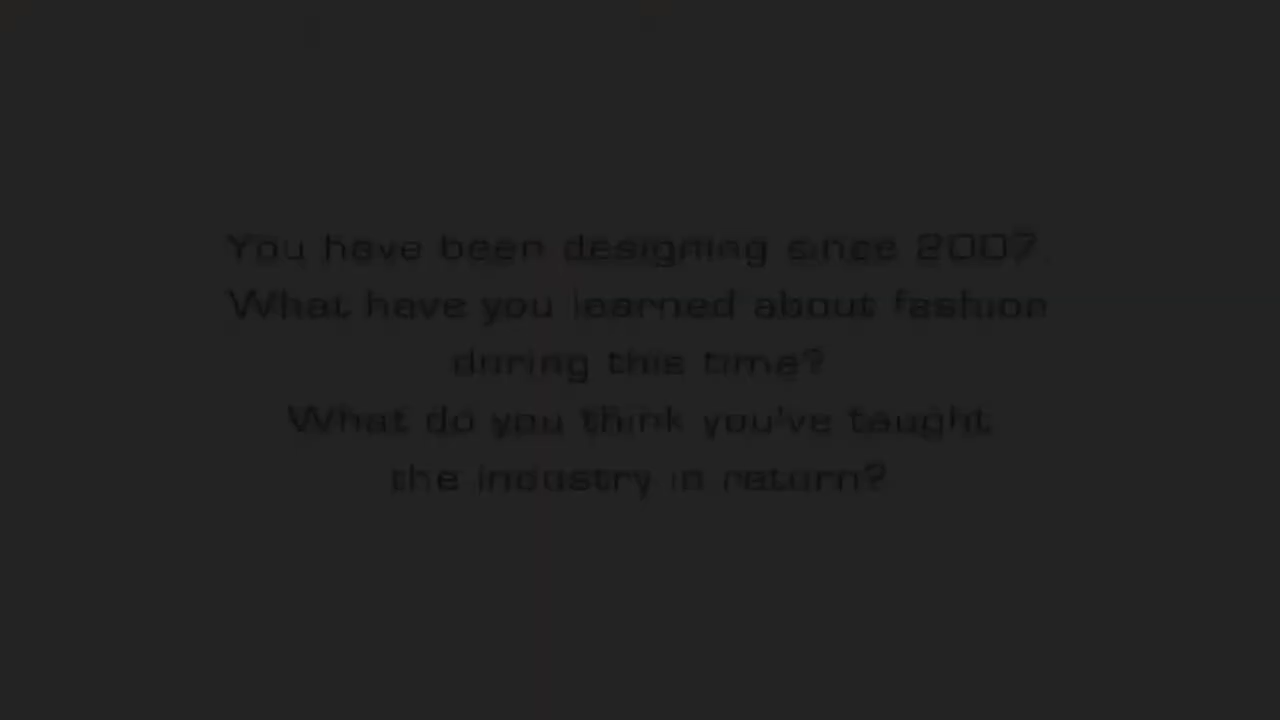 You have been designing since 2007.
What have you learned about fashion
during this time?
What do you think you've taught
the industry in return?